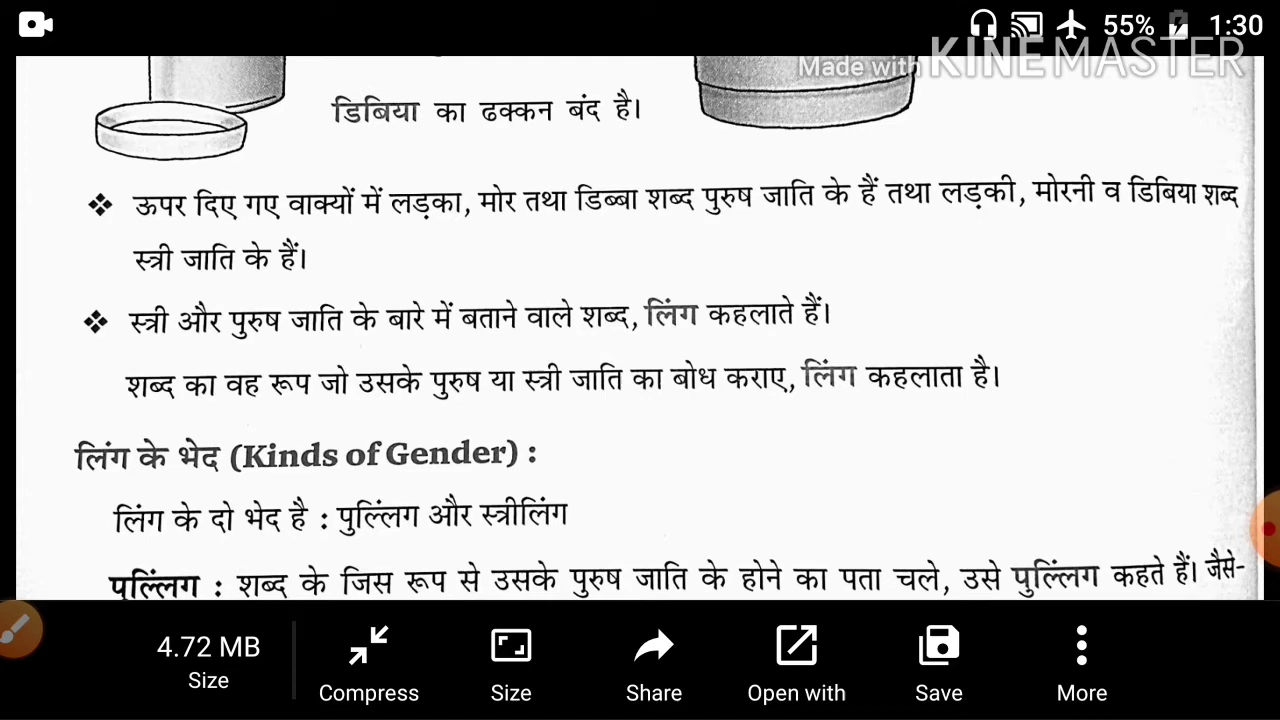 55% 1:30
Made with KINEMASTER
डिबिया का ढक्कन बंद है।
❖ ऊपर दिए गए वाक्यों में लड़का, मोर तथा डिब्बा शब्द पुरुष जाति के हैं तथा लड़की, मोरनी व डिबिया शब्द
स्त्री जाति के हैं।
❖ स्त्री और पुरुष जाति के बारे में बताने वाले शब्द, लिंग कहलाते हैं।
शब्द का वह रूप जो उसके पुरुष या स्त्री जाति का बोध कराए, लिंग कहलाता है।
लिंग के भेद (Kinds of Gender) :
लिंग के दो भेद है : पुल्लिंग और स्त्रीलिंग
पुल्लिंग : शब्द के जिस रूप से उसके पुरुष जाति के होने का पता चले, उसे पुल्लिंग कहते हैं। जैसे-
4.72 MB
Size
Compress
Size
Share
Open with
Save
More